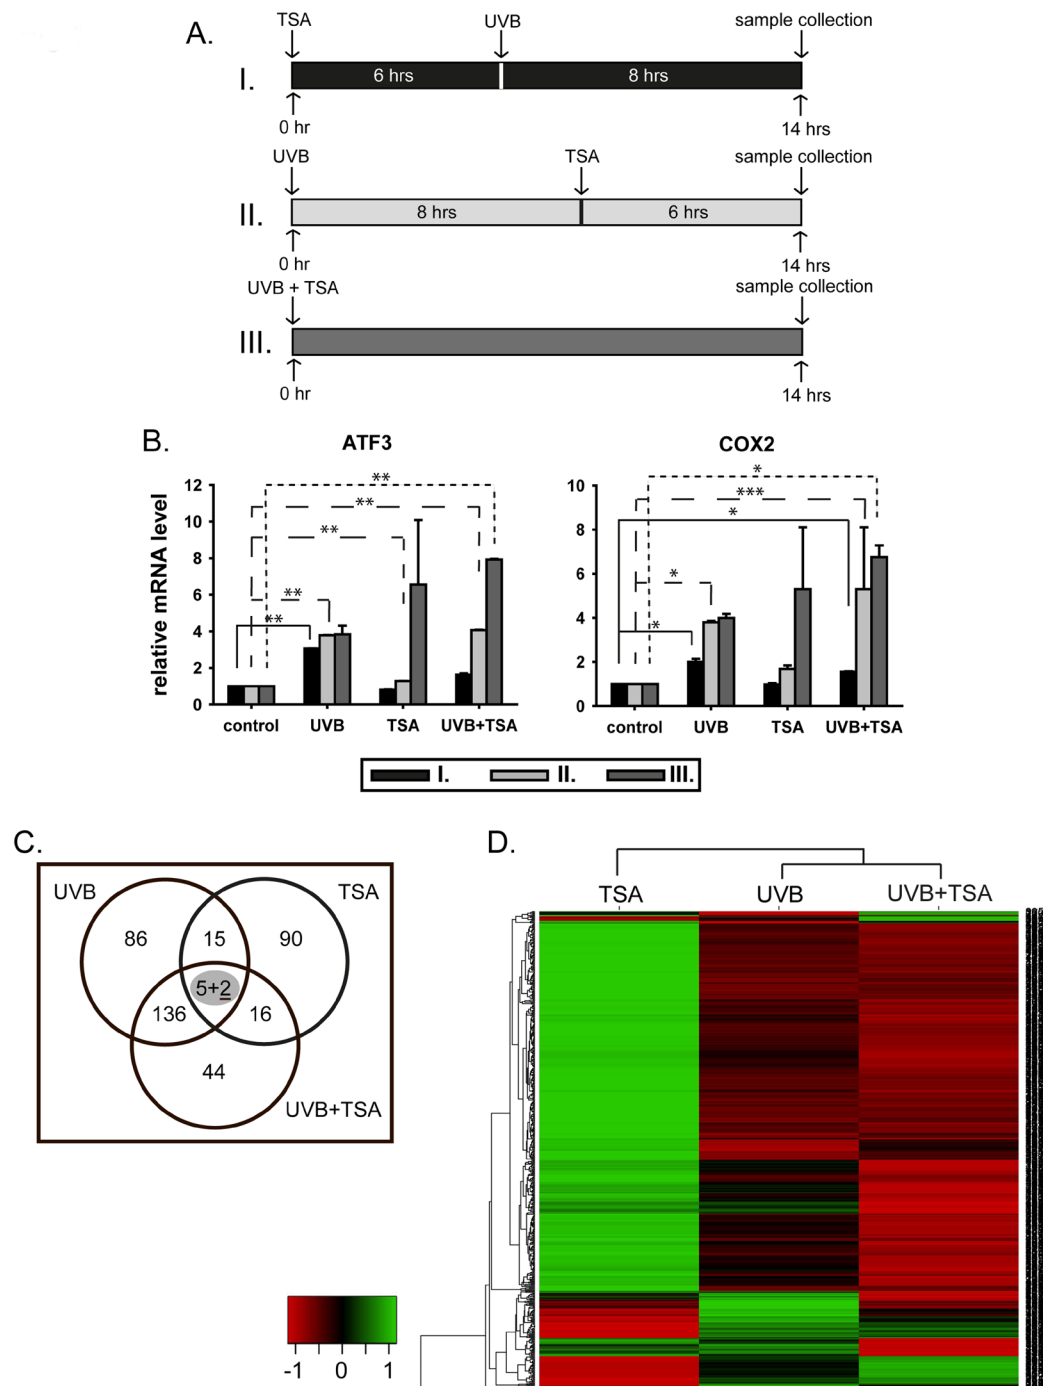 A.
TSA UVB sample collection
I. 6 hrs 8 hrs
0 hr 14 hrs
UVB TSA sample collection
II. 8 hrs 6 hrs
0 hr 14 hrs
UVB + TSA sample collection
III.
0 hr 14 hrs
B.
ATF3
relative mRNA level
12
10
8
6
4
2
0
**
**
**
**
**
control UVB TSA UVB+TSA
COX2
10
8
6
4
2
0
*
***
*
*
*
control UVB TSA UVB+TSA
I. II. III.
C.
UVB TSA
86 15 90
5+2
136 16
44
UVB+TSA
D.
TSA UVB UVB+TSA
-1 0 1